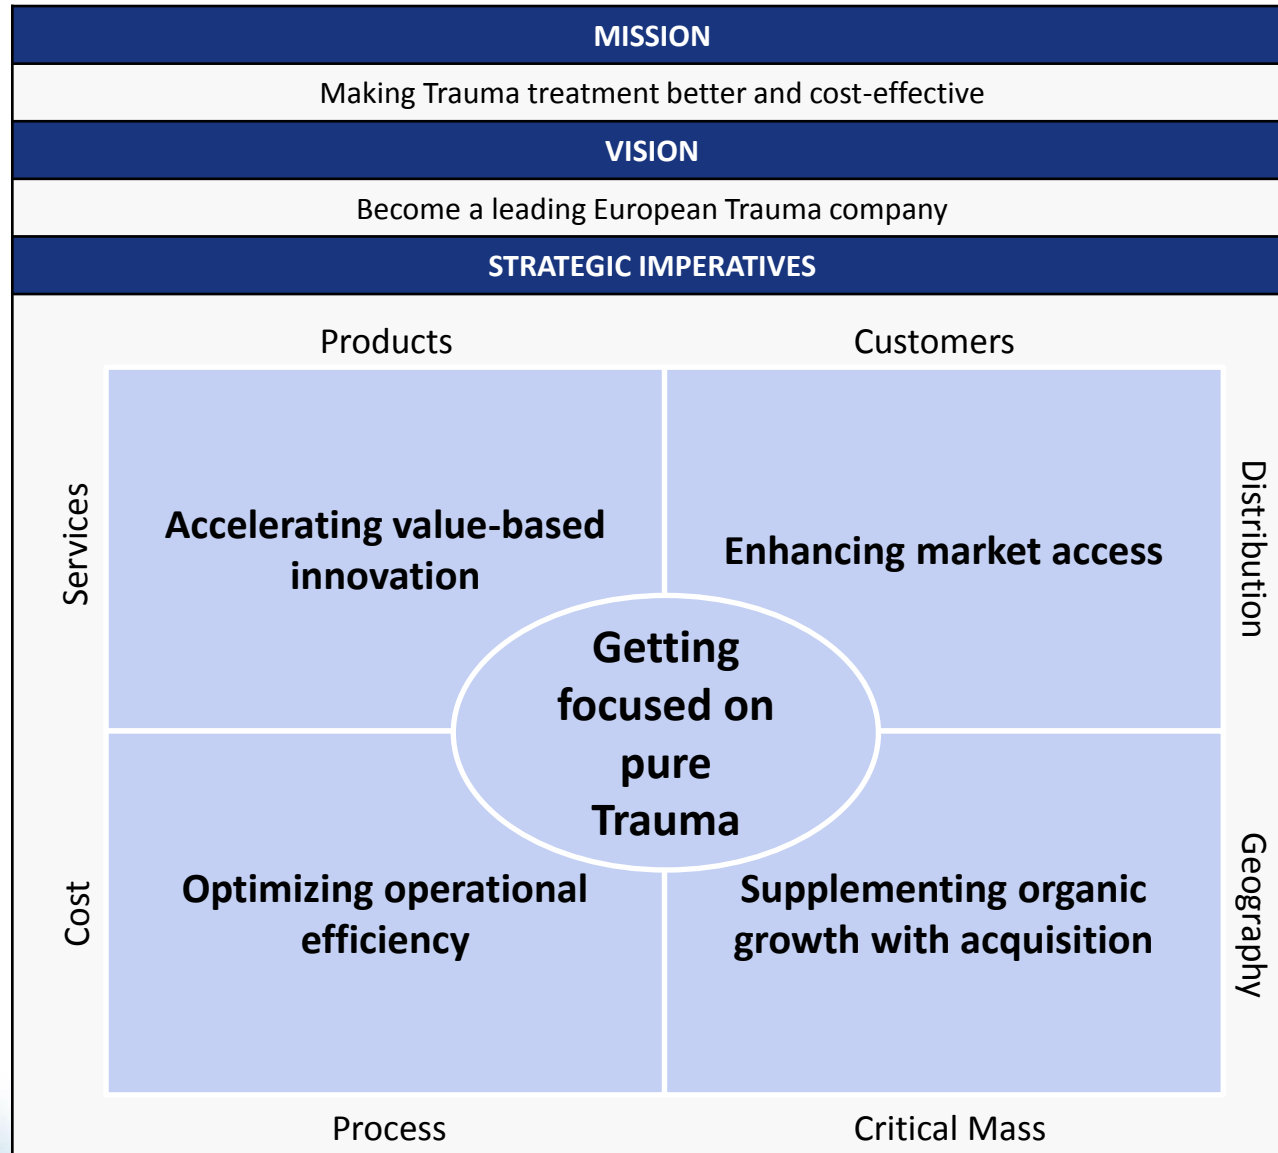 MISSION
Making Trauma treatment better and cost-effective
VISION
Become a leading European Trauma company
STRATEGIC IMPERATIVES
Products
Customers
Services
Accelerating value-based
innovation
Enhancing market access
Distribution
Getting
focused on
pure
Trauma
Cost
Optimizing operational
efficiency
Supplementing organic
growth with acquisition
Geography
Process
Critical Mass